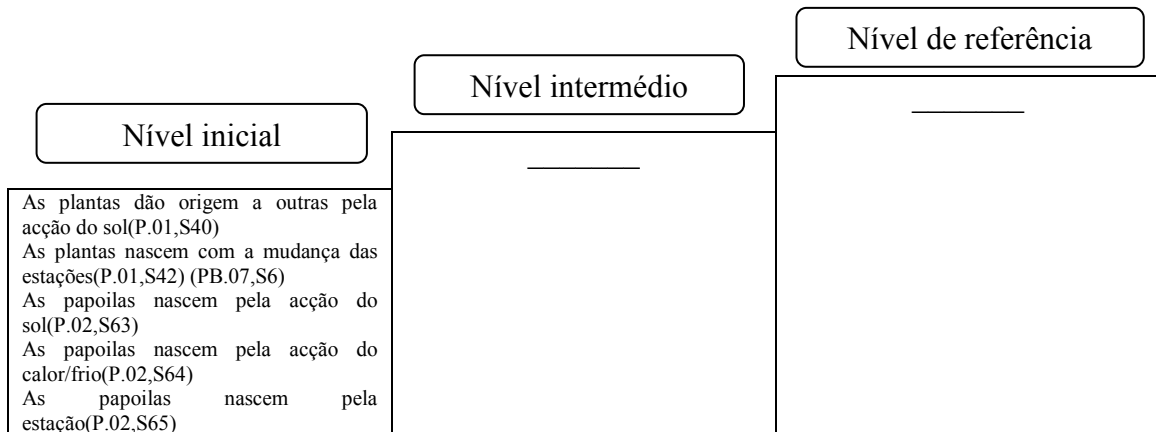 Nível de referência
Nível intermédio
Nível inicial
As plantas dão origem a outras pela
acção do sol(P.01,S40)
As plantas nascem com a mudança das
estações(P.01,S42) (PB.07,S6)
As papoilas nascem pela acção do
sol(P.02,S63)
As papoilas nascem pela acção do
calor/frio(P.02,S64)
As papoilas nascem pela
estação(P.02,S65)